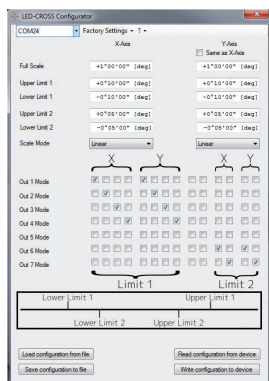 LED-CROSS Configurator
COM24 Factory Settings ?
X-Axis Y-Axis
Same as X-Axis
Full Scale +1°00'00" [deg] +1°00'00" [deg]
Upper Limit 1 +0°10'00" [deg] +0°10'00" [deg]
Lower Limit 1 -0°10'00" [deg] -0°10'00" [deg]
Upper Limit 2 +0°05'00" [deg] +0°05'00" [deg]
Lower Limit 2 -0°05'00" [deg] -0°05'00" [deg]
Scale Mode Linear Linear
X Y X Y
Out 1 Mode
Out 2 Mode
Out 3 Mode
Out 4 Mode
Out 5 Mode
Out 6 Mode
Out 7 Mode
Limit 1 Limit 2
Lower Limit 1 Upper Limit 1
Lower Limit 2 Upper Limit 2
Load configuration from file Read configuration from device
Save configuration to file Write configuration to device